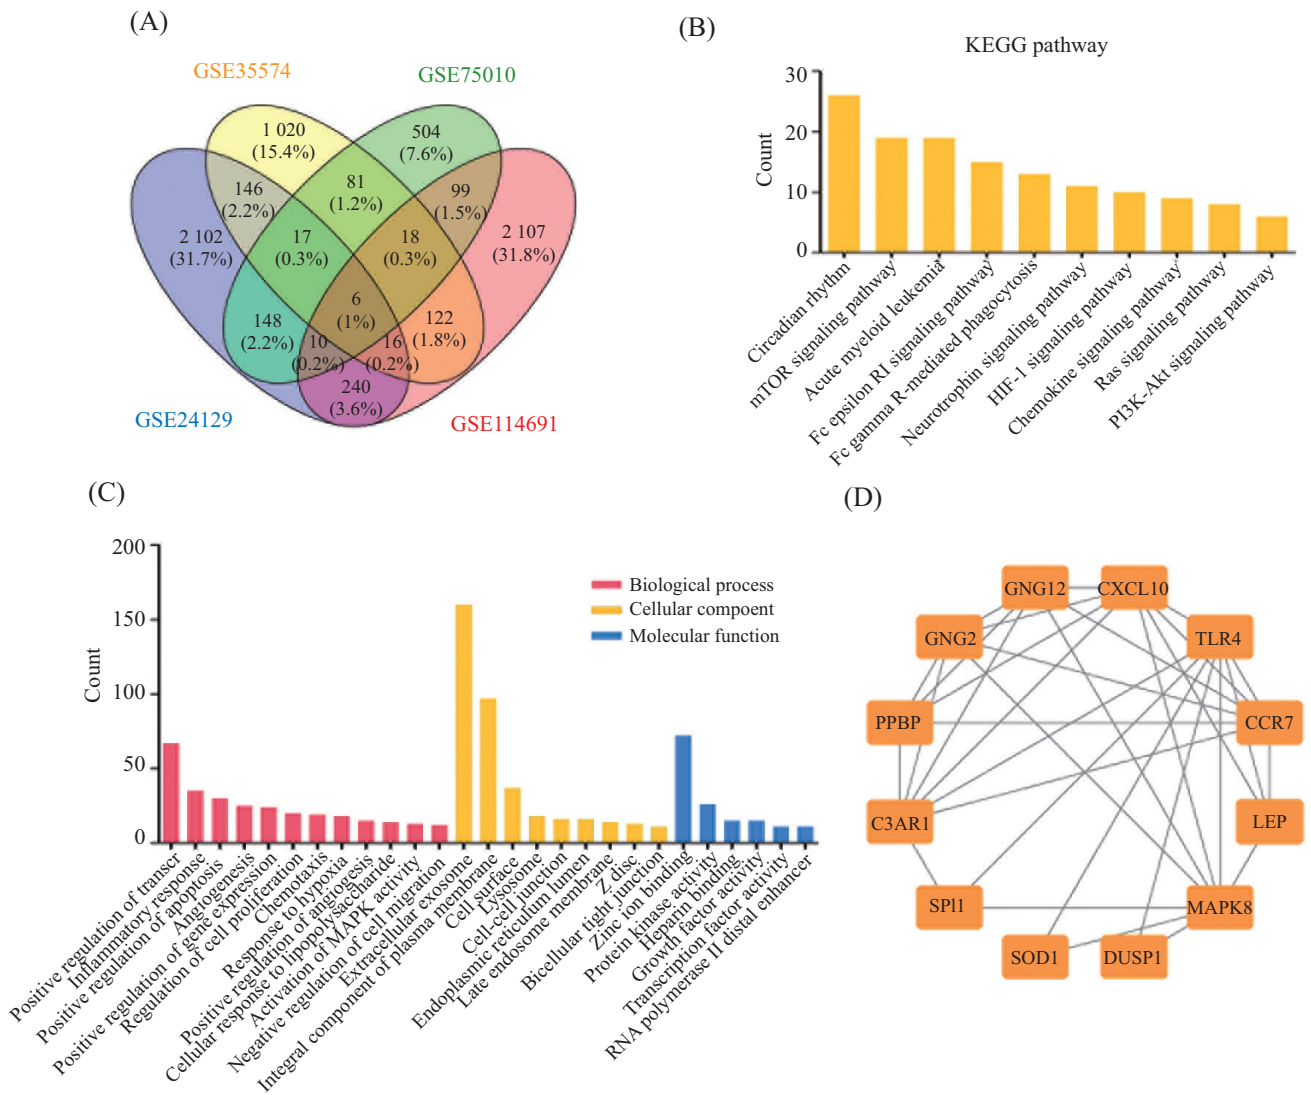 (A)
GSE35574
GSE75010
1 020
(15.4%)
504
(7.6%)
146
(2.2%)
81
(1.2%)
99
(1.5%)
2 102
(31.7%)
17
(0.3%)
18
(0.3%)
2 107
(31.8%)
6
(1%)
148
(2.2%)
10
(0.2%)
16
(0.2%)
122
(1.8%)
240
(3.6%)
GSE24129
GSE114691
(B)
KEGG pathway
Count
30
20
10
0
Circadian rhythm
mTOR signaling pathway
Acute myeloid leukemia
Fc epsilon RI signaling pathway
Fc gamma R-mediated phagocytosis
Neurotrophin signaling pathway
HIF-1 signaling pathway
Chemokine signaling pathway
Ras signaling pathway
PI3K-Akt signaling pathway
(C)
Count
200
150
100
50
0
Biological process
Cellular compoent
Molecular function
Positive regulation of transcr
Inflammatory response
Positive regulation of apoptosis
Angiogenesis
Positive regulation of gene expression
Regulation of cell proliferation
Chemotaxis
Response to hypoxia
Positive regulation of angiogesis
Cellular response to lipopolysaccharide
Activation of MAPK activity
Negative regulation of cell migration
Extracellular exosome
Integral component of plasma membrane
Cell surface
Lysosome
Cell-cell junction
Endoplasmic reticulum lumen
Late endosome membrane
Z disc
Bicellular tight junction
Zinc ion binding
Protein kinase activity
Heparin binding
Growth factor activity
Transcription factor activity
RNA polymerase II distal enhancer
(D)
GNG12
CXCL10
GNG2
TLR4
PPBP
CCR7
C3AR1
LEP
SPI1
MAPK8
SOD1
DUSP1